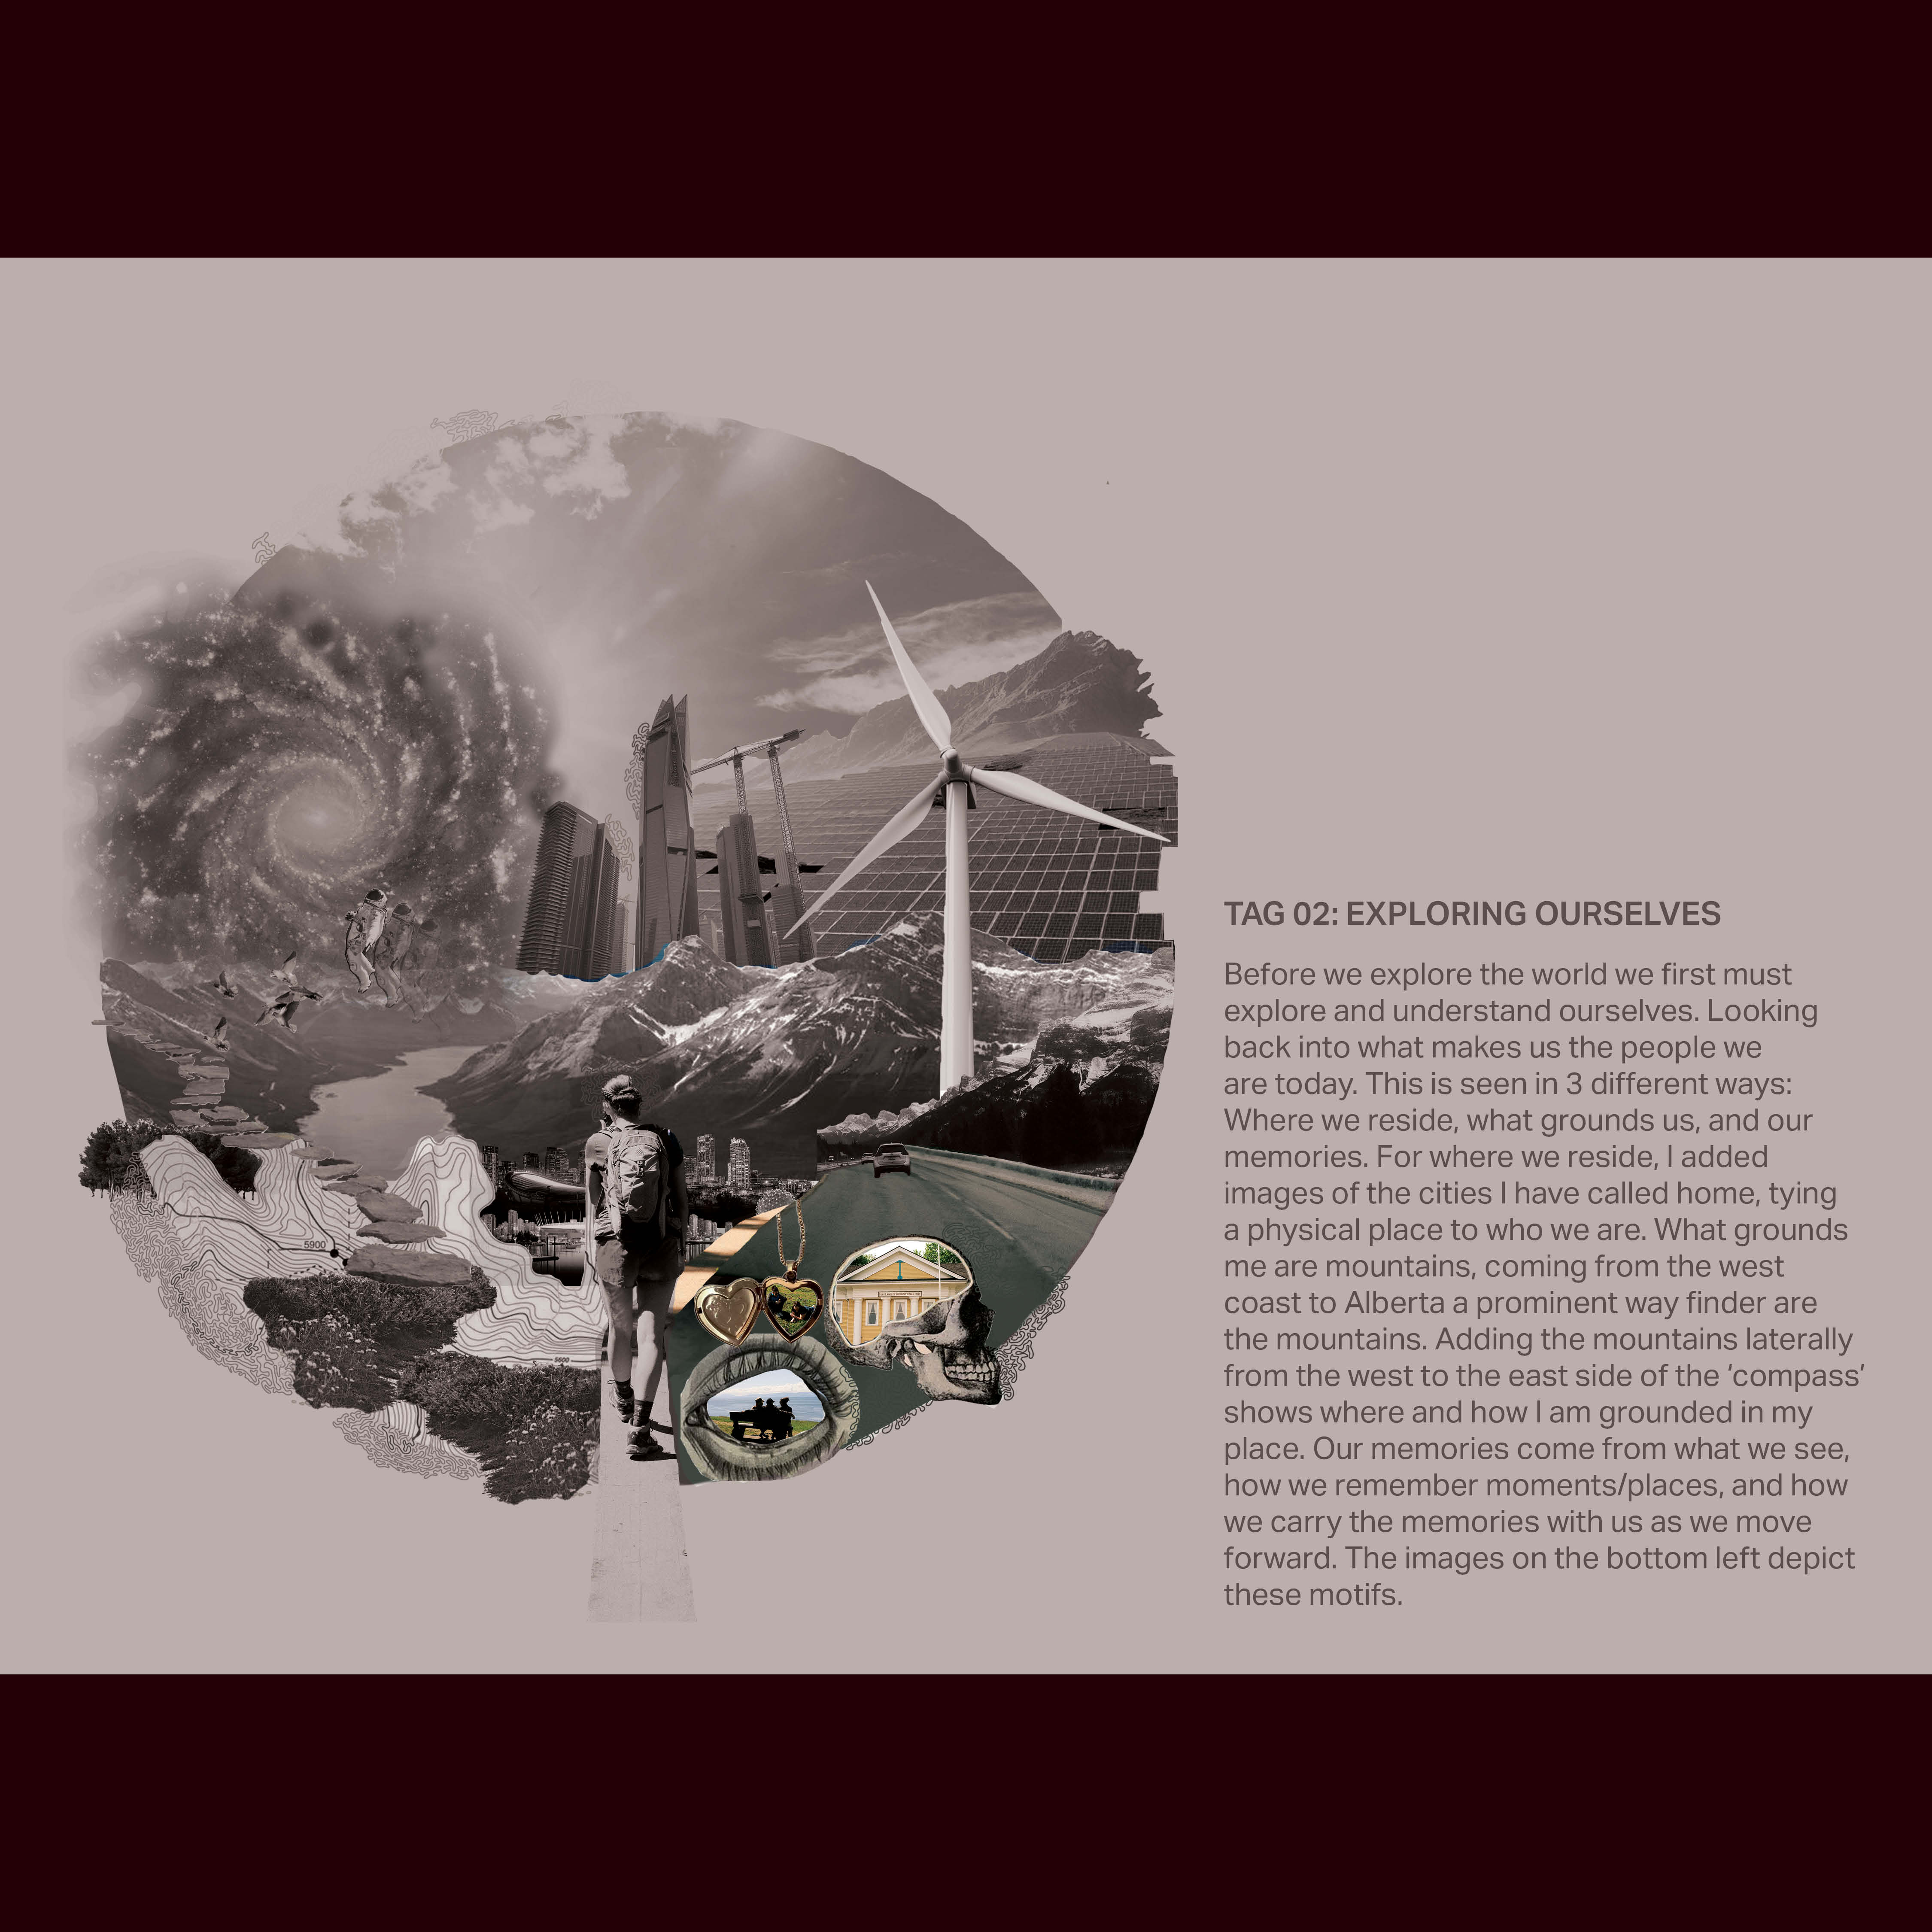 TAG 02: EXPLORING OURSELVES
Before we explore the world we first must
explore and understand ourselves. Looking
back into what makes us the people we
are today. This is seen in 3 different ways:
Where we reside, what grounds us, and our
memories. For where we reside, I added
images of the cities I have called home, tying
a physical place to who we are. What grounds
me are mountains, coming from the west
coast to Alberta a prominent way finder are
the mountains. Adding the mountains laterally
from the west to the east side of the ‘compass’
shows where and how I am grounded in my
place. Our memories come from what we see,
how we remember moments/places, and how
we carry the memories with us as we move
forward. The images on the bottom left depict
these motifs.
5900
5600